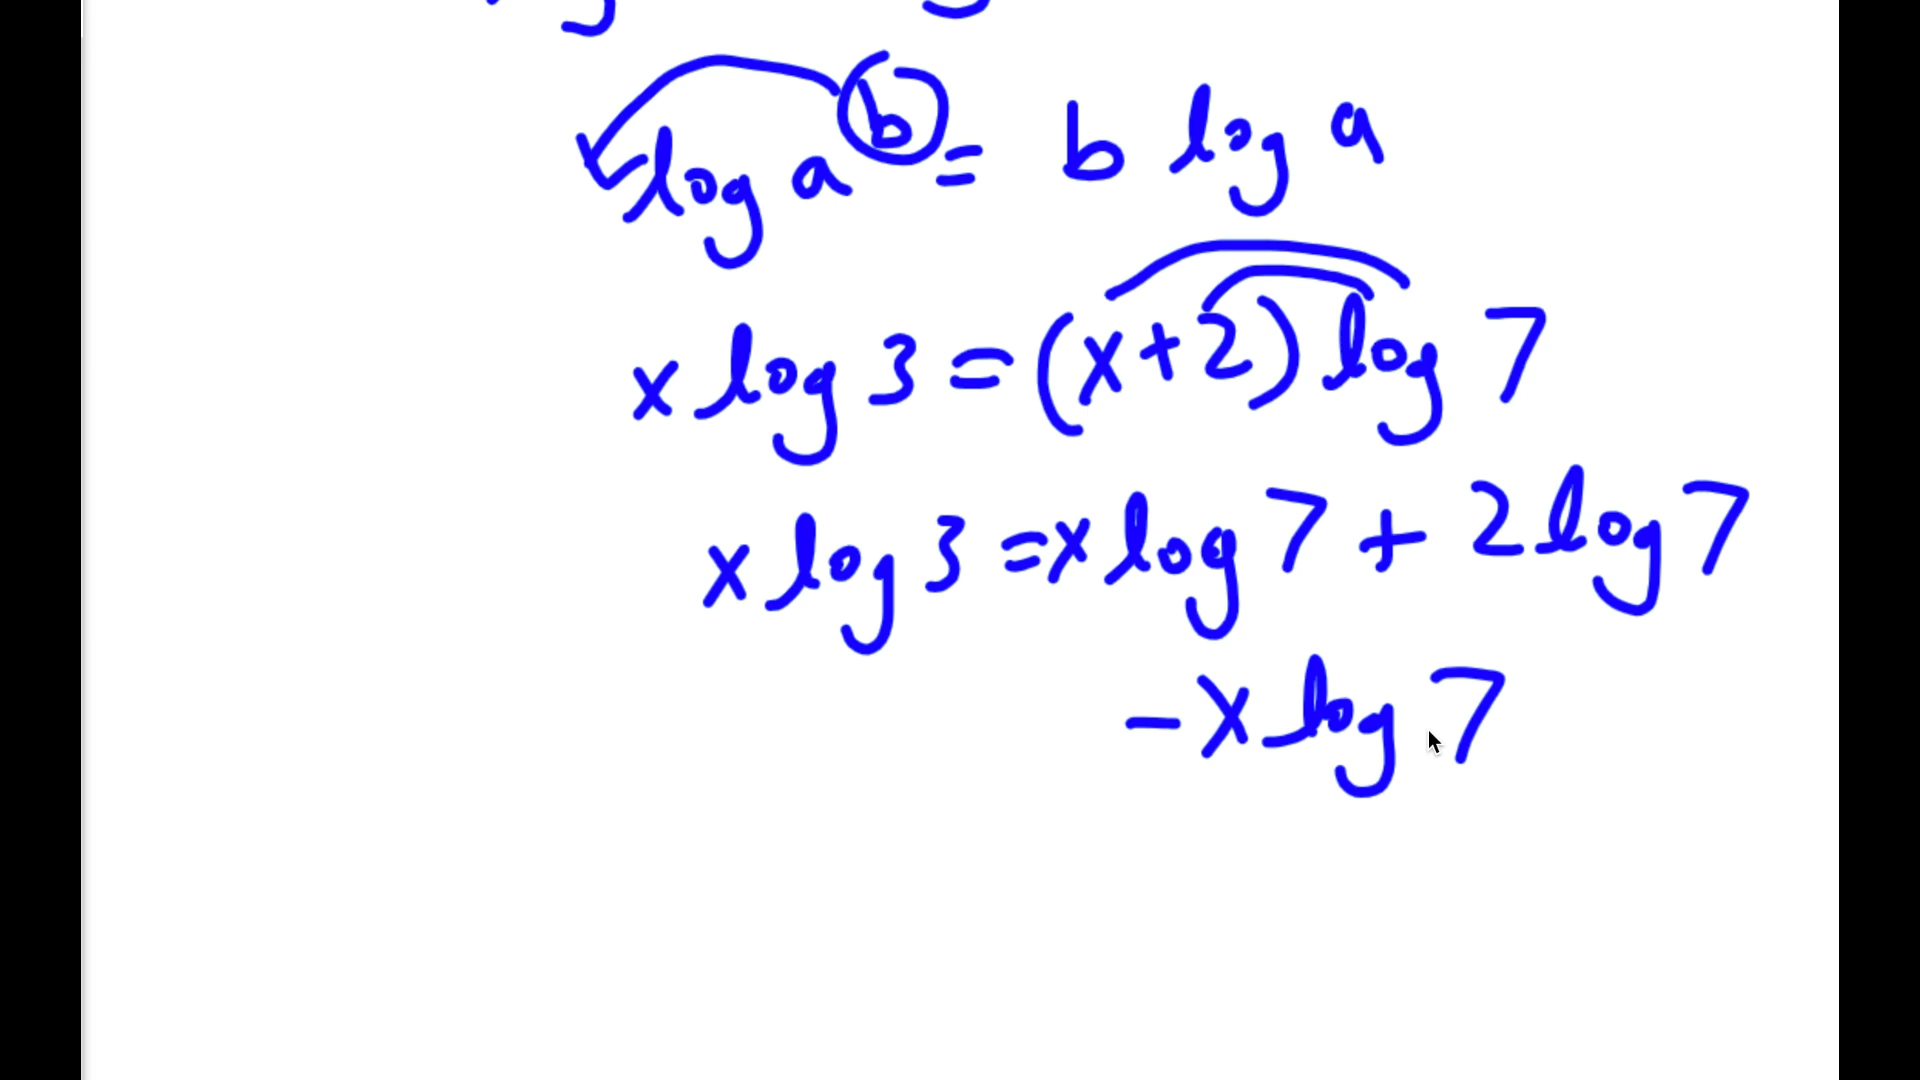 log a^b = b log a
x log 3 = (x+2) log 7
x log 3 = x log 7 + 2 log 7
- x log 7